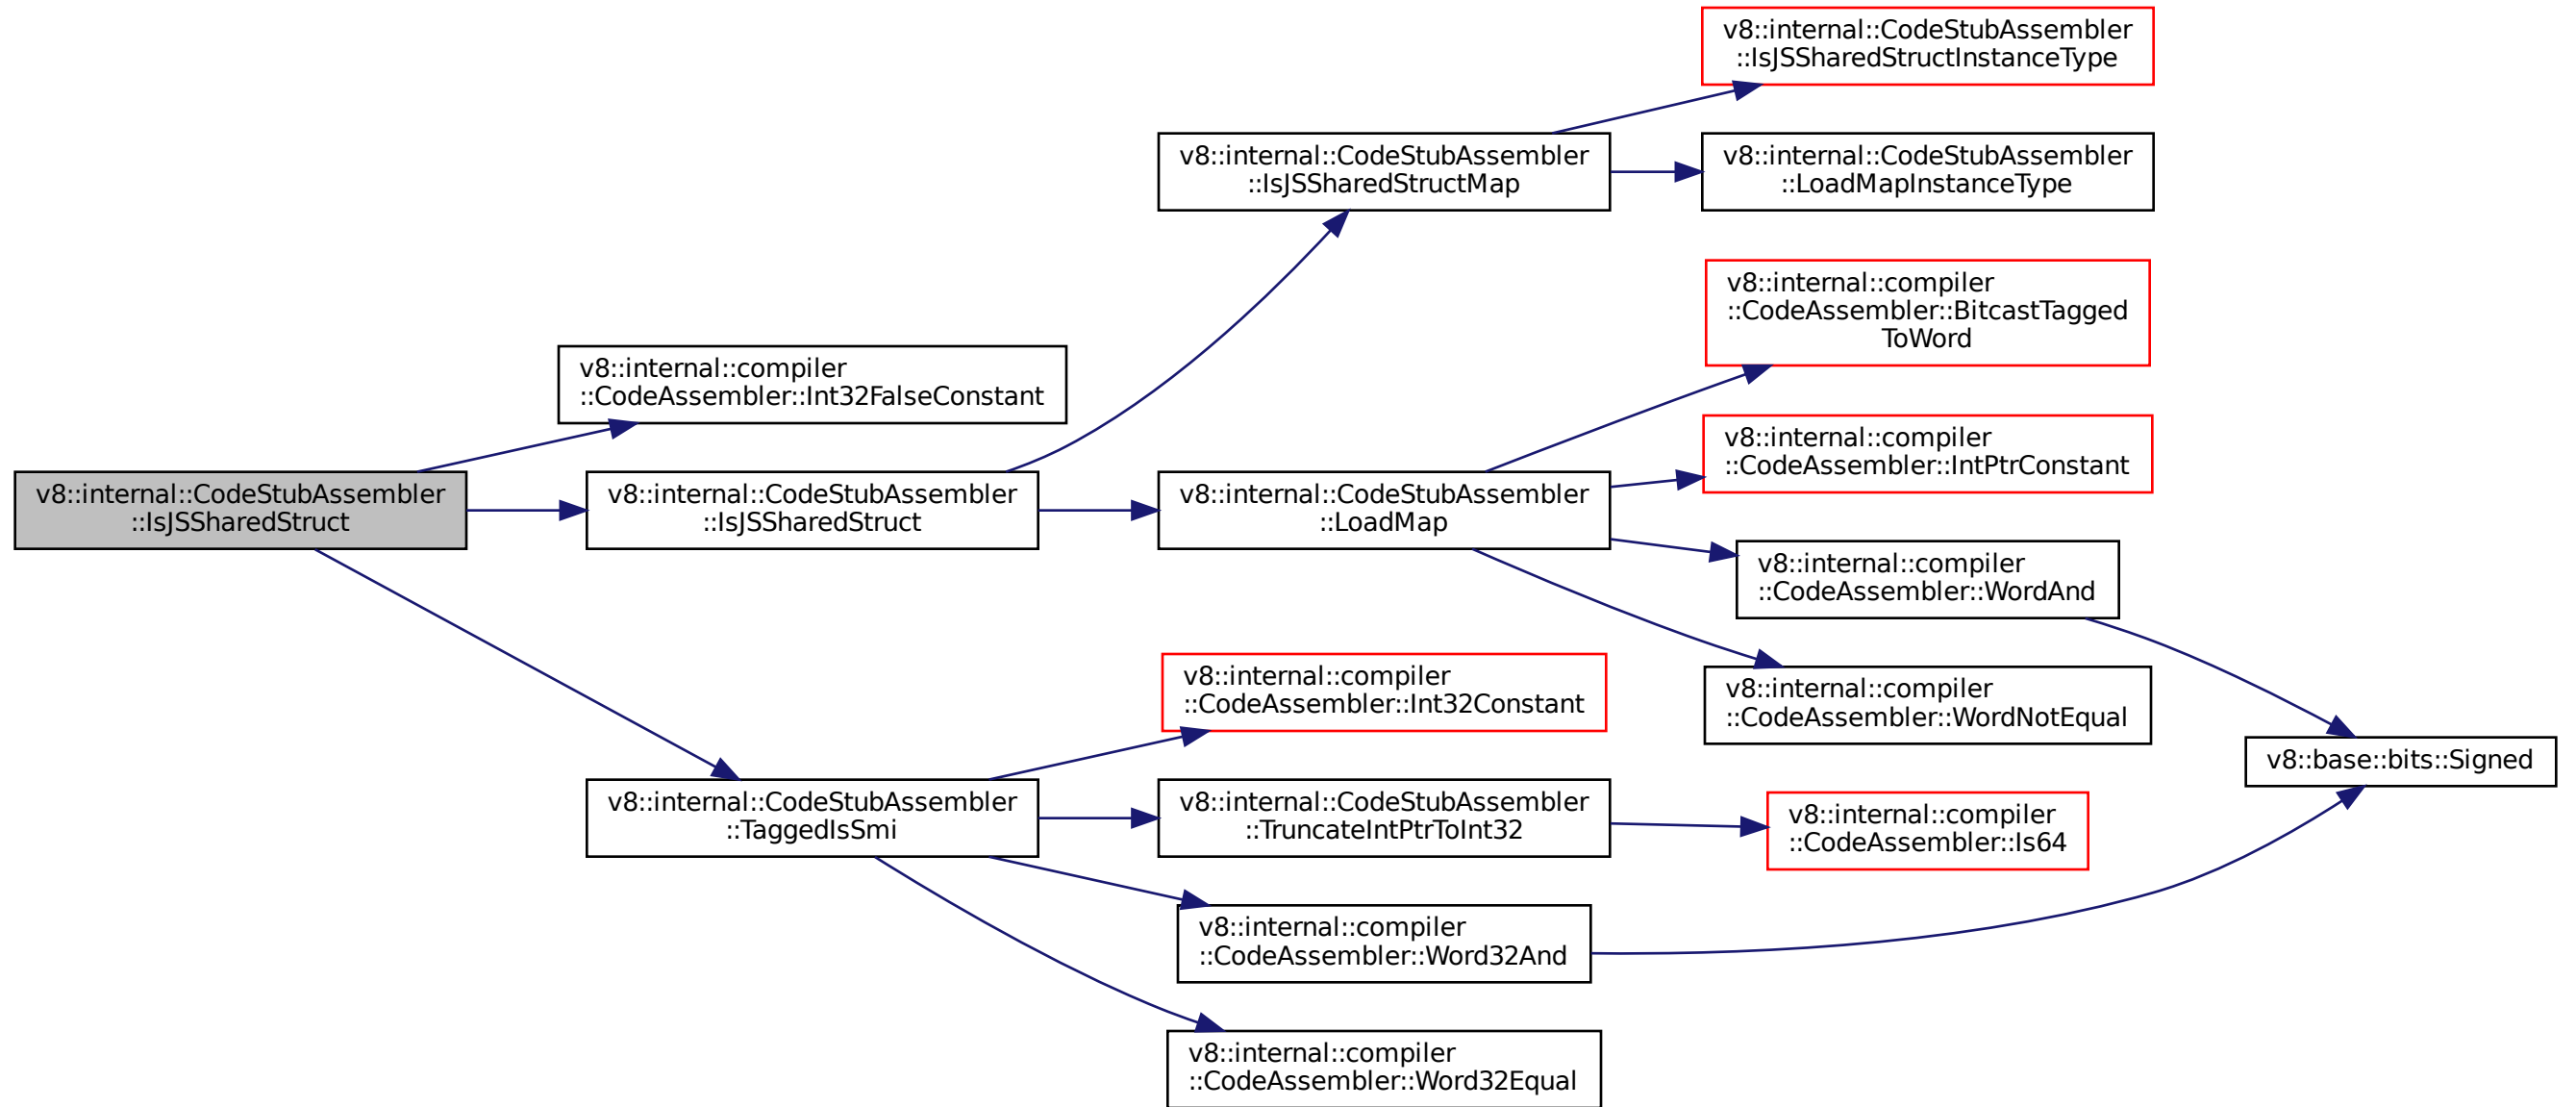 v8::internal::CodeStubAssembler
::IsJSSharedStruct
v8::internal::compiler
::CodeAssembler::Int32FalseConstant
v8::internal::CodeStubAssembler
::IsJSSharedStruct
v8::internal::CodeStubAssembler
::TaggedIsSmi
v8::internal::CodeStubAssembler
::IsJSSharedStructMap
v8::internal::CodeStubAssembler
::LoadMap
v8::internal::compiler
::CodeAssembler::Int32Constant
v8::internal::CodeStubAssembler
::TruncateIntPtrToInt32
v8::internal::compiler
::CodeAssembler::Word32And
v8::internal::compiler
::CodeAssembler::Word32Equal
v8::internal::CodeStubAssembler
::IsJSSharedStructInstanceType
v8::internal::CodeStubAssembler
::LoadMapInstanceType
v8::internal::compiler
::CodeAssembler::BitcastTagged
ToWord
v8::internal::compiler
::CodeAssembler::IntPtrConstant
v8::internal::compiler
::CodeAssembler::WordAnd
v8::internal::compiler
::CodeAssembler::WordNotEqual
v8::internal::compiler
::CodeAssembler::Is64
v8::base::bits::Signed